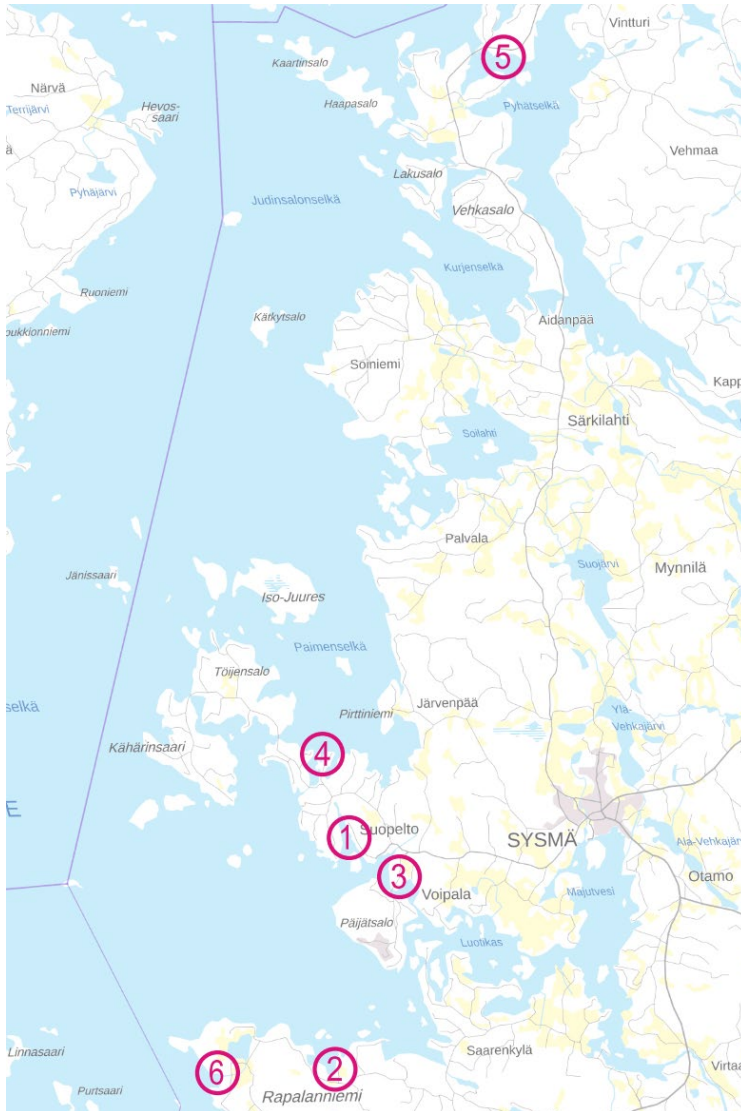 Vintturi
5
Kaartinsalo
Närvä
Haapasalo
Hevos-
saari
Terrijärvi
Pyhätselkä
ä
Vehmaa
Lakusalo
Pyhäjärvi
Judinsalonselkä
Vehkasalo
Kurjenselkä
Ruoniemi
Kätkytsalo
Aidanpää
oukkionniemi
Soiniemi
Kapp
Särkilahti
Soilahti
Palvala
Suojärvi
Mynnilä
Jänissaari
Iso-Juures
Paimenselkä
Töijensalo
Järvenpää
selkä
Pirttiniemi
Ylä-
Vehkajärvi
Kähärinsaari
4
E
1
Suopelto
SYSMÄ
Ala-Vehkajär
3
Otamo
Voipala
Majutvesi
Päijätsalo
Luotikas
Linnasaari
Saarenkylä
2
6
Virtaa
Purtsaari
Rapalanniemi